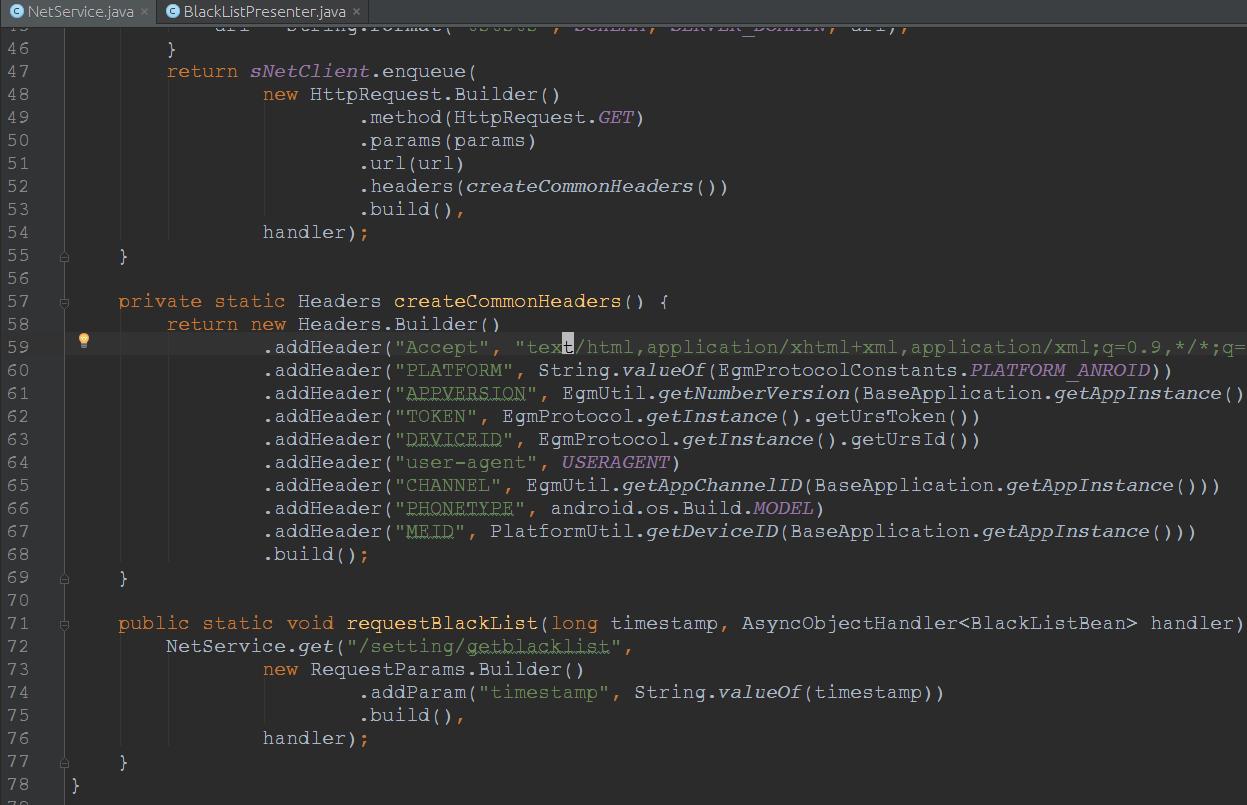 NetService.java × BlackListPresenter.java ×
46 }
47 return sNetClient.enqueue(
48 new HttpRequest.Builder()
49 .method(HttpRequest.GET)
50 .params(params)
51 .url(url)
52 .headers(createCommonHeaders())
53 .build(),
54 handler);
55 }
56
57 private static Headers createCommonHeaders() {
58 return new Headers.Builder()
59 .addHeader("Accept", "text/html,application/xhtml+xml,application/xml;q=0.9,*/*;q=
60 .addHeader("PLATFORM", String.valueOf(EgmProtocolConstants.PLATFORM_ANROID))
61 .addHeader("APPVERSION", EgmUtil.getNumberVersion(BaseApplication.getAppInstance()
62 .addHeader("TOKEN", EgmProtocol.getInstance().getUrsToken())
63 .addHeader("DEVICEID", EgmProtocol.getInstance().getUrsId())
64 .addHeader("user-agent", USERAGENT)
65 .addHeader("CHANNEL", EgmUtil.getAppChannelID(BaseApplication.getAppInstance()))
66 .addHeader("PHONETYPE", android.os.Build.MODEL)
67 .addHeader("MEID", PlatformUtil.getDeviceID(BaseApplication.getAppInstance()))
68 .build();
69 }
70
71 public static void requestBlackList(long timestamp, AsyncObjectHandler<BlackListBean> handler)
72 NetService.get("/setting/getblacklist",
73 new RequestParams.Builder()
74 .addParam("timestamp", String.valueOf(timestamp))
75 .build(),
76 handler);
77 }
78 }